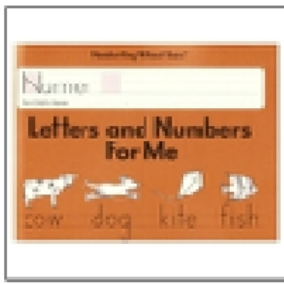 Handwriting Without Tears®
Name
Letters and Numbers
For Me
cow dog kite fish